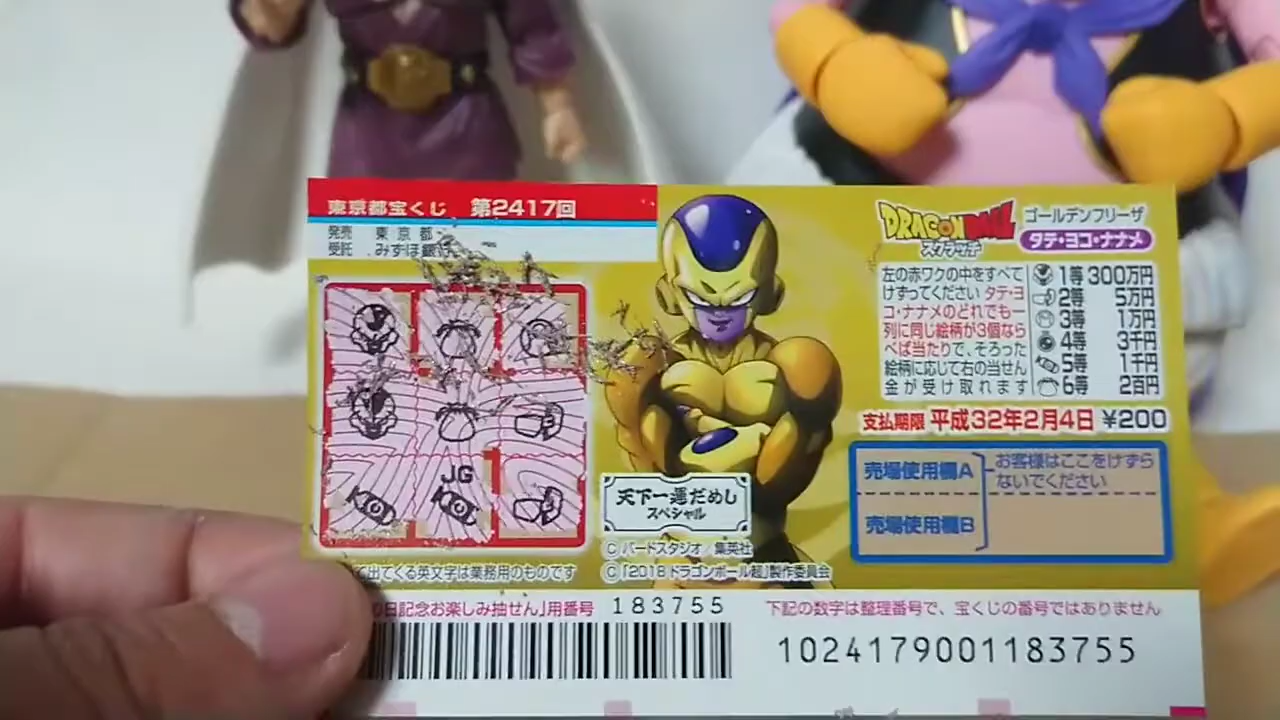 東京都宝くじ 第2417回
発売 東京都
受託 みずほ銀行
DRAGON BALL
スクラッチ
ゴールデンフリーザ
タテ・ヨコ・ナナメ
左の赤ワクの中をすべて
けずってください タテ・ヨ
コ・ナナメのどれでも一
列に同じ絵柄が3個なら
べば当たりで、そろった
絵柄に応じて右の当せん
金が受け取れます
1等 300万円
2等 5万円
3等 1万円
4等 3千円
5等 1千円
6等 2百円
支払期限 平成32年2月4日 ¥200
JG
天下一運だめし
スペシャル
売場使用欄A
売場使用欄B
お客様はここをけずら
ないでください
©バードスタジオ/集英社
©「2018 ドラゴンボール超」製作委員会
て出てくる英文字は業務用のものです
の日記念お楽しみ抽せん」用番号 183755
下記の数字は整理番号で、宝くじの番号ではありません
1024179001183755